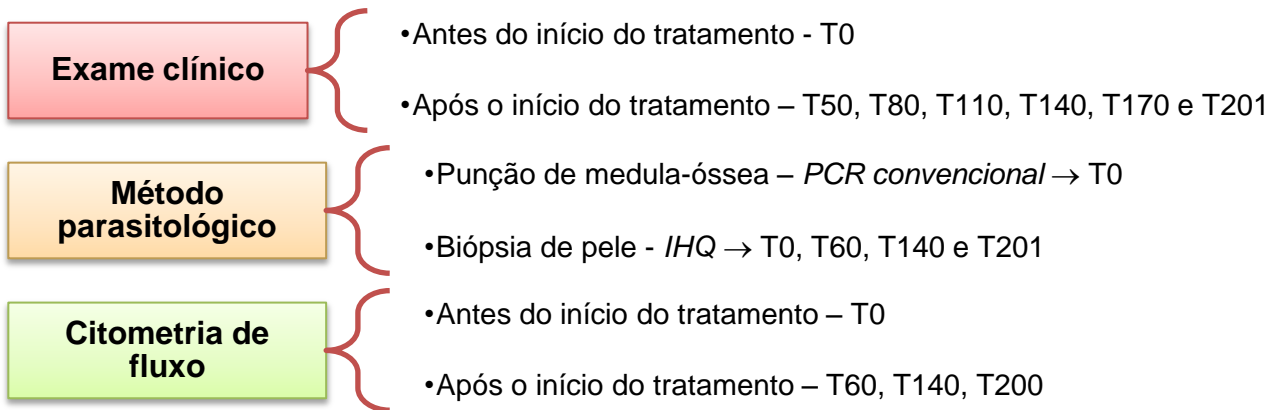 Exame clínico
•Antes do início do tratamento - T0
•Após o início do tratamento – T50, T80, T110, T140, T170 e T201
Método
parasitológico
•Punção de medula-óssea – PCR convencional → T0
•Biópsia de pele - IHQ → T0, T60, T140 e T201
Citometria de
fluxo
•Antes do início do tratamento – T0
•Após o início do tratamento – T60, T140, T200